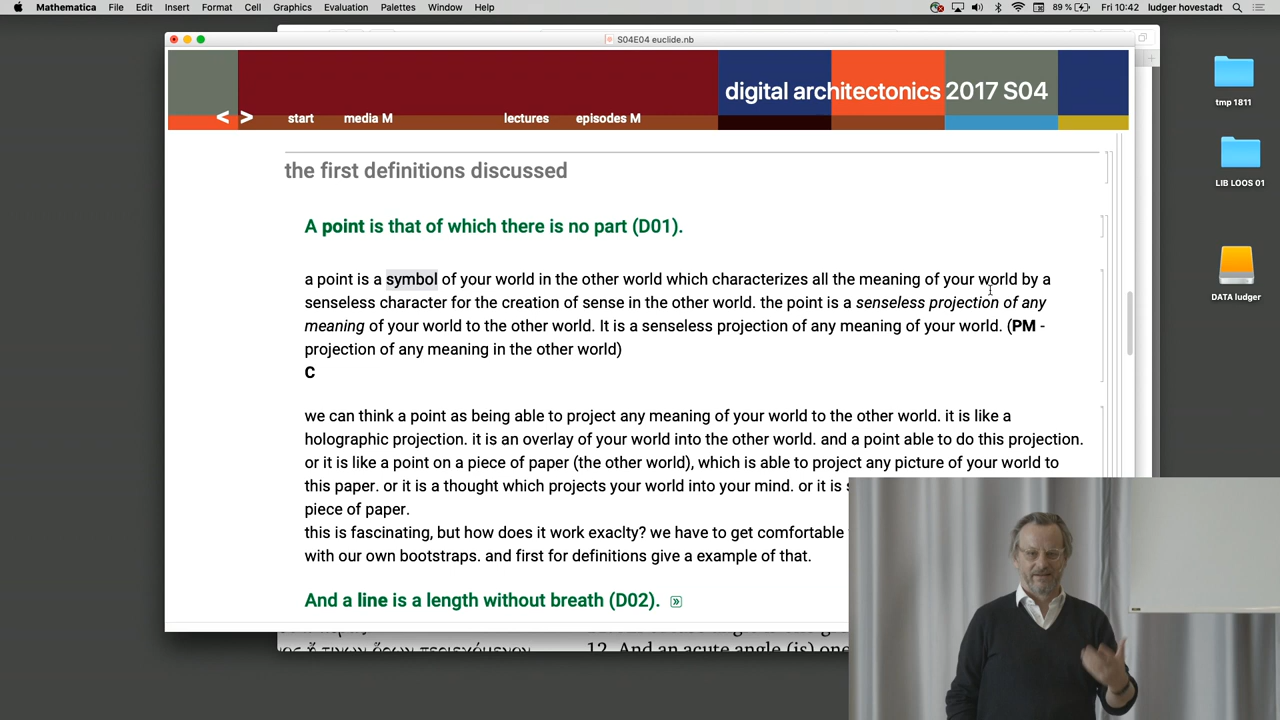 Mathematica File Edit Insert Format Cell Graphics Evaluation Palettes Window Help 89% Fri 10:42 ludger hovestadt
S04E04 euclide.nb
digital architectonics 2017 S04
< > start media M lectures episodes M
tmp 1811
LIB LOOS 01
DATA ludger
the first definitions discussed
A point is that of which there is no part (D01).
a point is a symbol of your world in the other world which characterizes all the meaning of your world by a
senseless character for the creation of sense in the other world. the point is a senseless projection of any
meaning of your world to the other world. It is a senseless projection of any meaning of your world. (PM -
projection of any meaning in the other world)
C
we can think a point as being able to project any meaning of your world to the other world. it is like a
holographic projection. it is an overlay of your world into the other world. and a point able to do this projection.
or it is like a point on a piece of paper (the other world), which is able to project any picture of your world to
this paper. or it is a thought which projects your world into your mind. or it is
piece of paper.
this is fascinating, but how does it work exaclty? we have to get comfortable
with our own bootstraps. and first for definitions give a example of that.
And a line is a length without breath (D02). »
12. And an acute angle (is) one